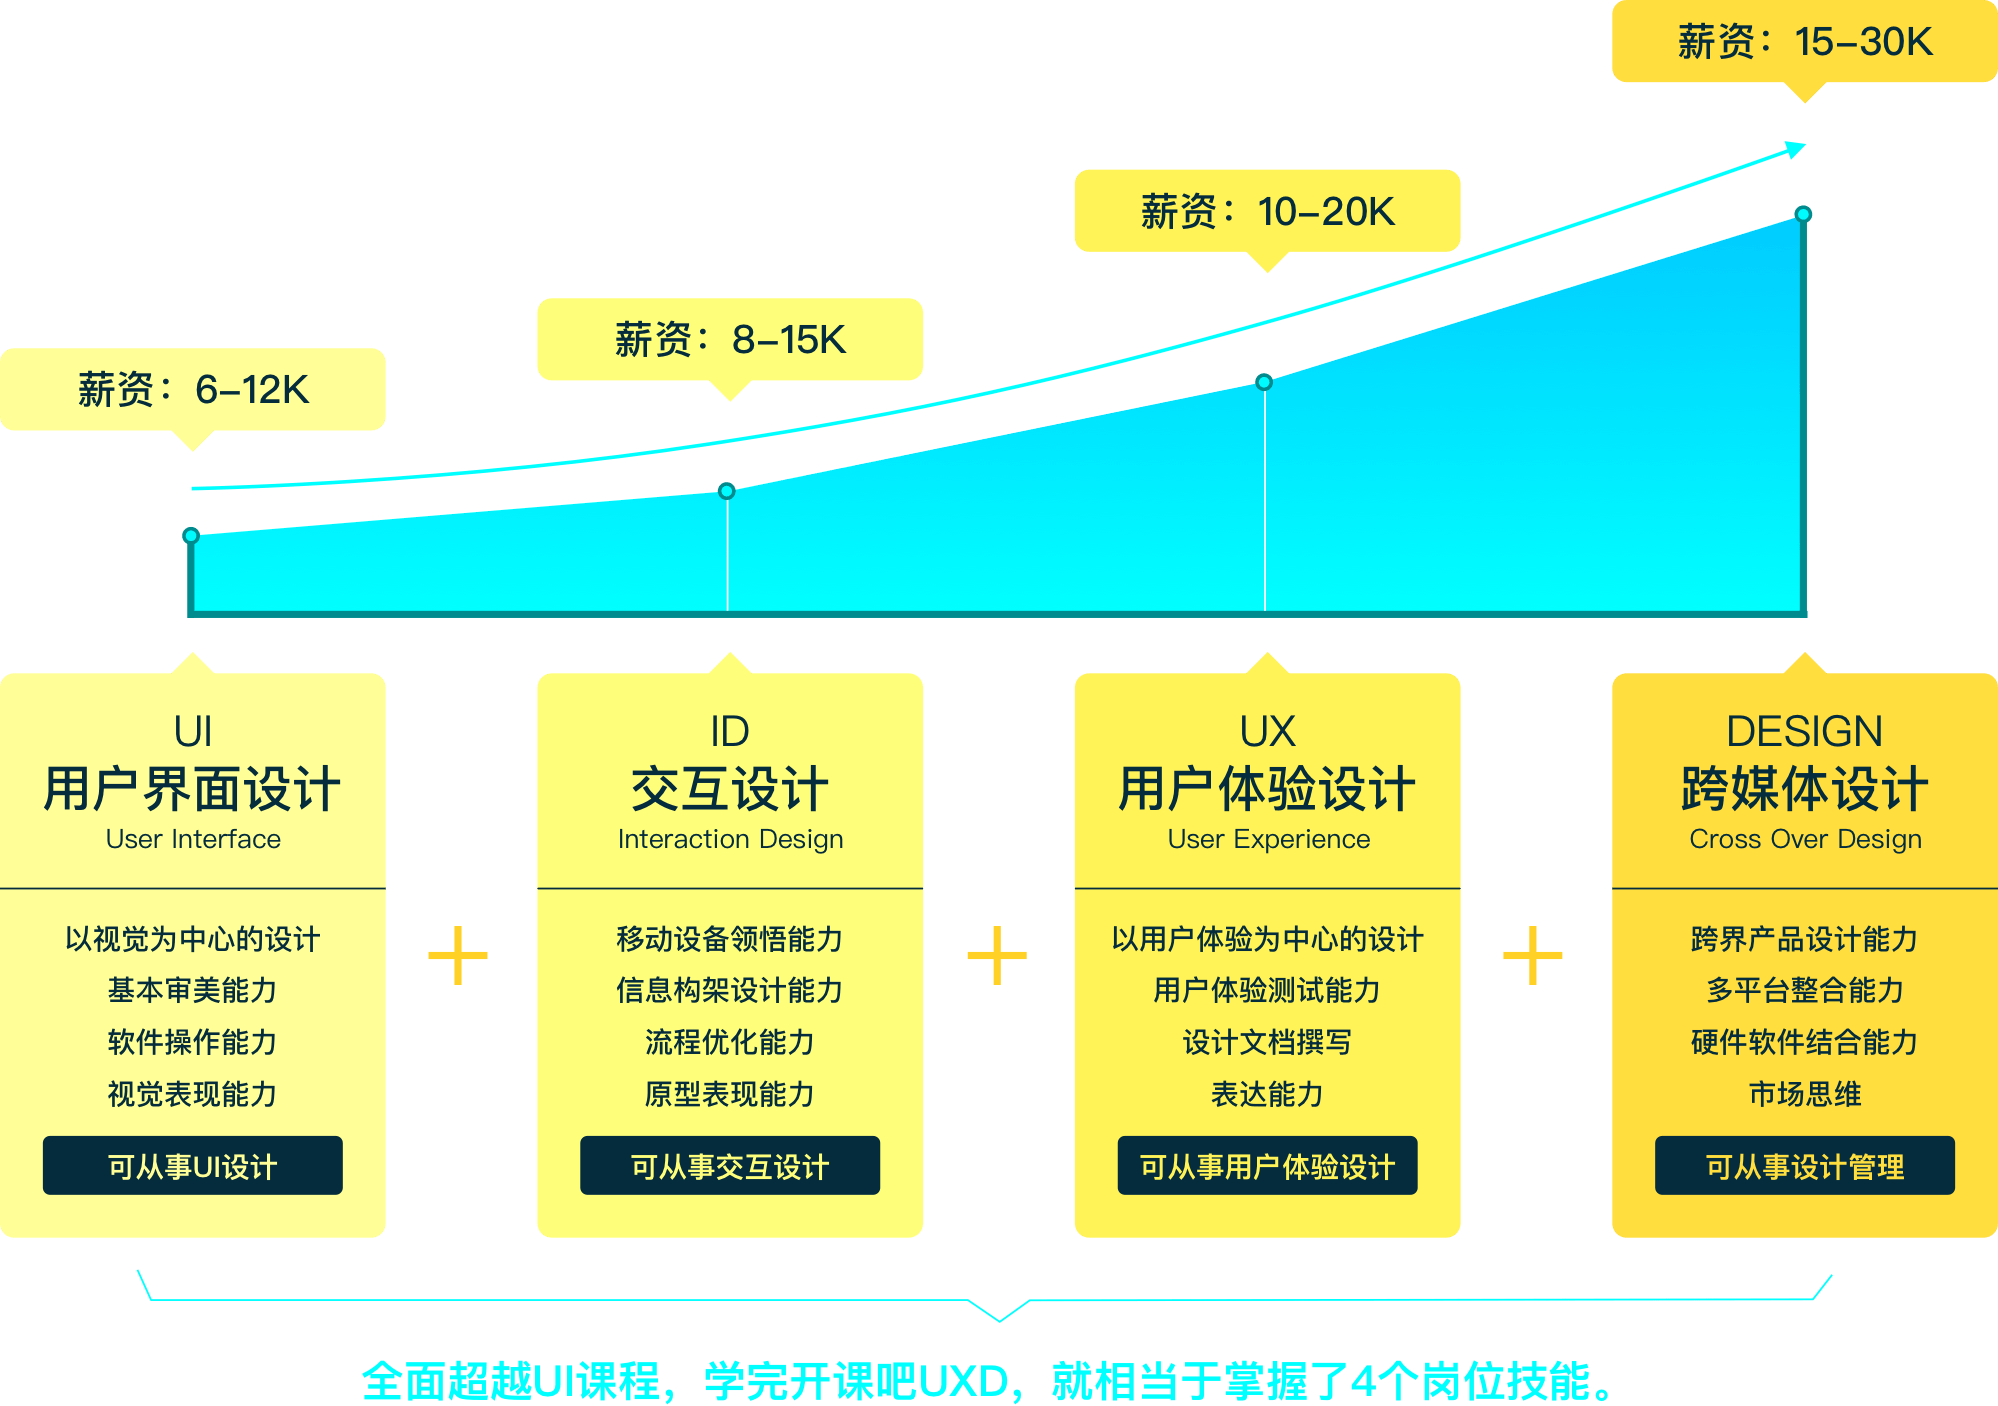 薪资：15–30K
薪资：10–20K
薪资：8–15K
薪资：6–12K
UI
用户界面设计
User Interface
以视觉为中心的设计
基本审美能力
软件操作能力
视觉表现能力
可从事UI设计
ID
交互设计
Interaction Design
移动设备领悟能力
信息构架设计能力
流程优化能力
原型表现能力
可从事交互设计
UX
用户体验设计
User Experience
以用户体验为中心的设计
用户体验测试能力
设计文档撰写
表达能力
可从事用户体验设计
DESIGN
跨媒体设计
Cross Over Design
跨界产品设计能力
多平台整合能力
硬件软件结合能力
市场思维
可从事设计管理
全面超越UI课程，学完开课吧UXD，就相当于掌握了4个岗位技能。